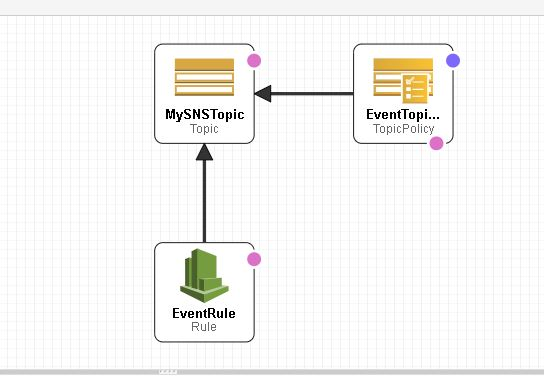 MySNSTopic
Topic
EventTopi...
TopicPolicy
EventRule
Rule